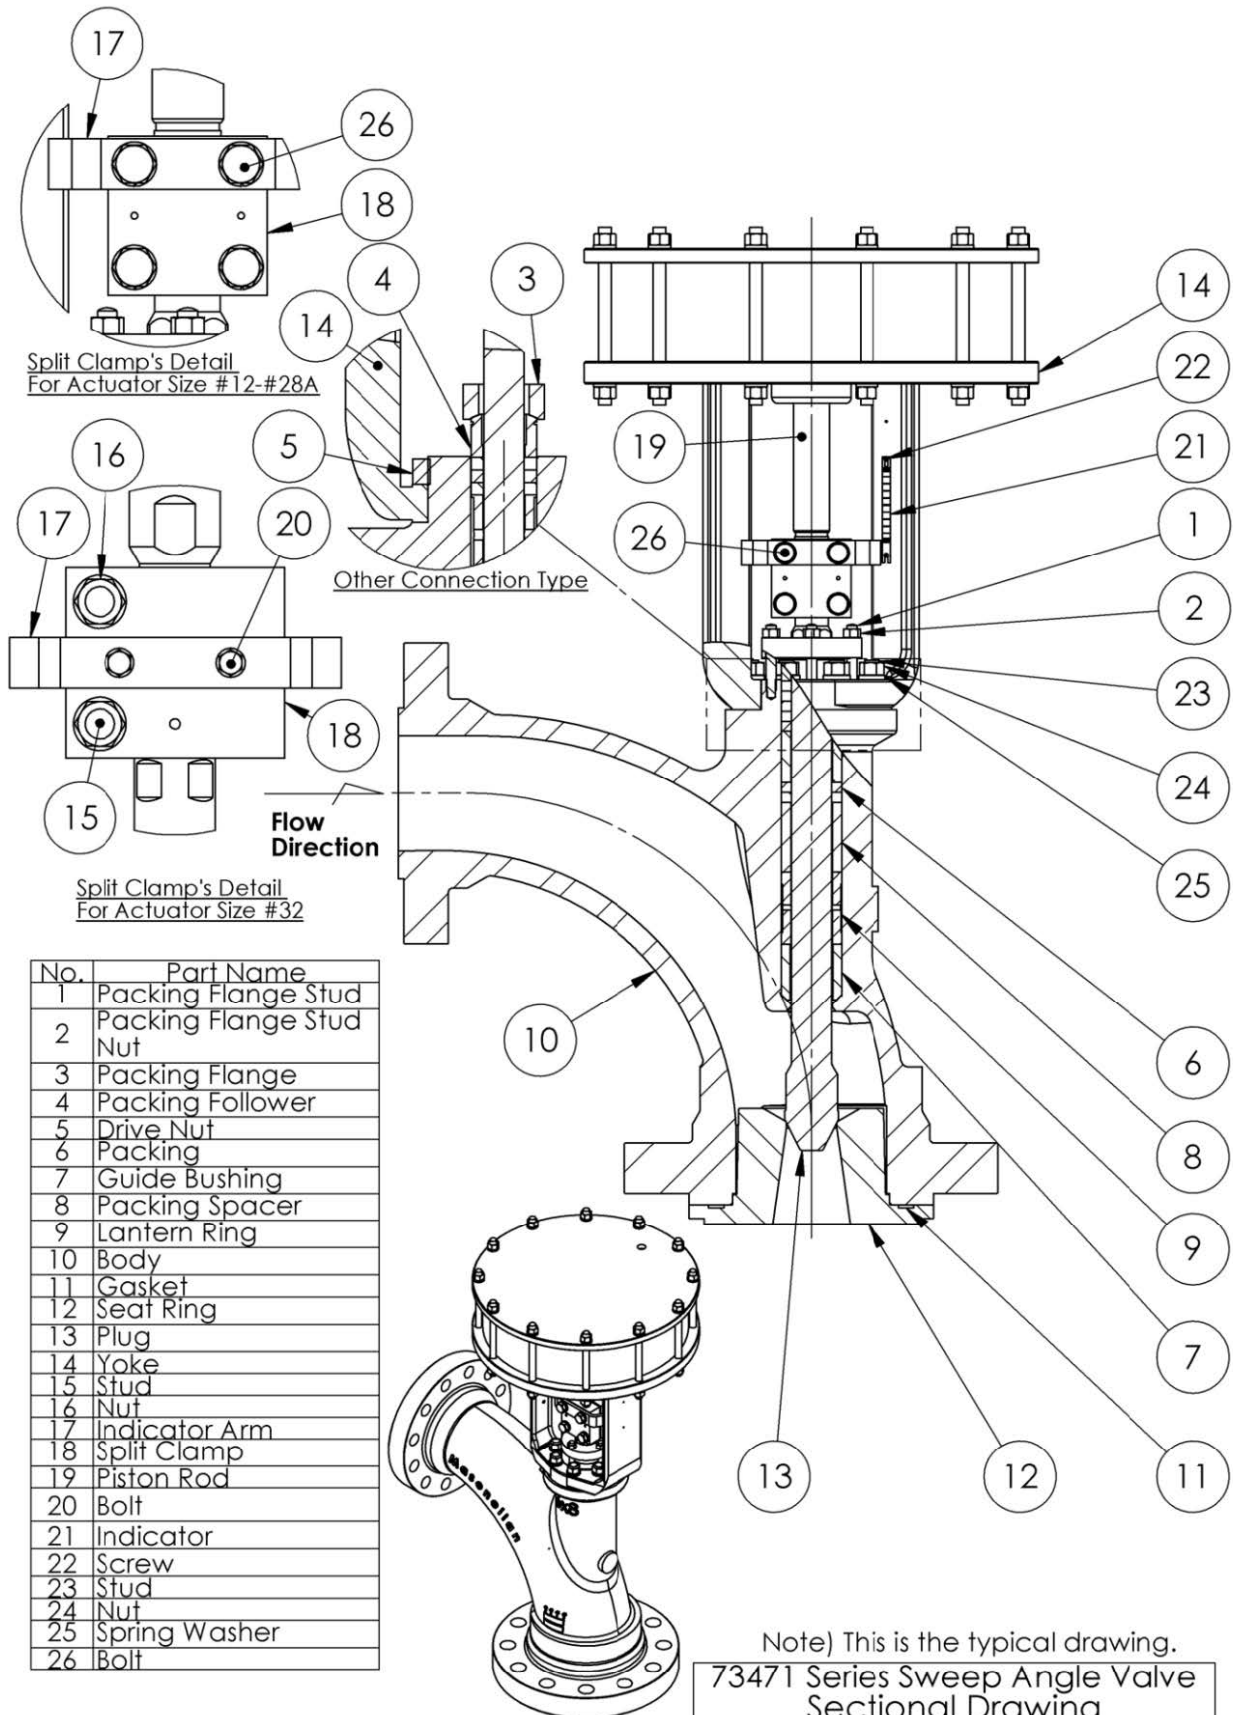 17
26
18
4
3
14
14
22
Split Clamp's Detail
For Actuator Size #12-#28A
5
19
21
16
17
20
26
1
Other Connection Type
2
23
18
24
15
Flow
Direction
25
Split Clamp's Detail
For Actuator Size #32
No. Part Name
1 Packing Flange Stud
2 Packing Flange Stud
Nut
3 Packing Flange
4 Packing Follower
5 Drive Nut
6 Packing
7 Guide Bushing
8 Packing Spacer
9 Lantern Ring
10 Body
11 Gasket
12 Seat Ring
13 Plug
14 Yoke
15 Stud
16 Nut
17 Indicator Arm
18 Split Clamp
19 Piston Rod
20 Bolt
21 Indicator
22 Screw
23 Stud
24 Nut
25 Spring Washer
26 Bolt
10
6
8
9
7
13
12
11
Masoneilan
Note) This is the typical drawing.
73471 Series Sweep Angle Valve
Sectional Drawing